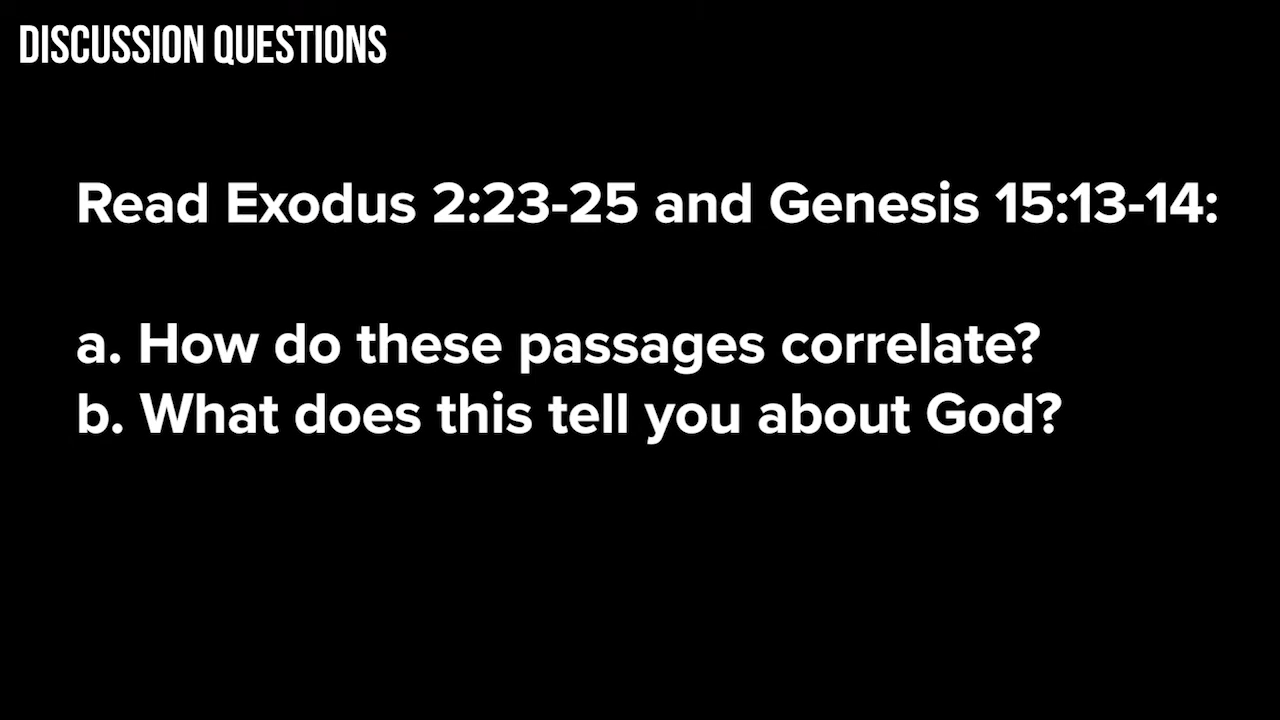 DISCUSSION QUESTIONS
Read Exodus 2:23-25 and Genesis 15:13-14:
a. How do these passages correlate?
b. What does this tell you about God?